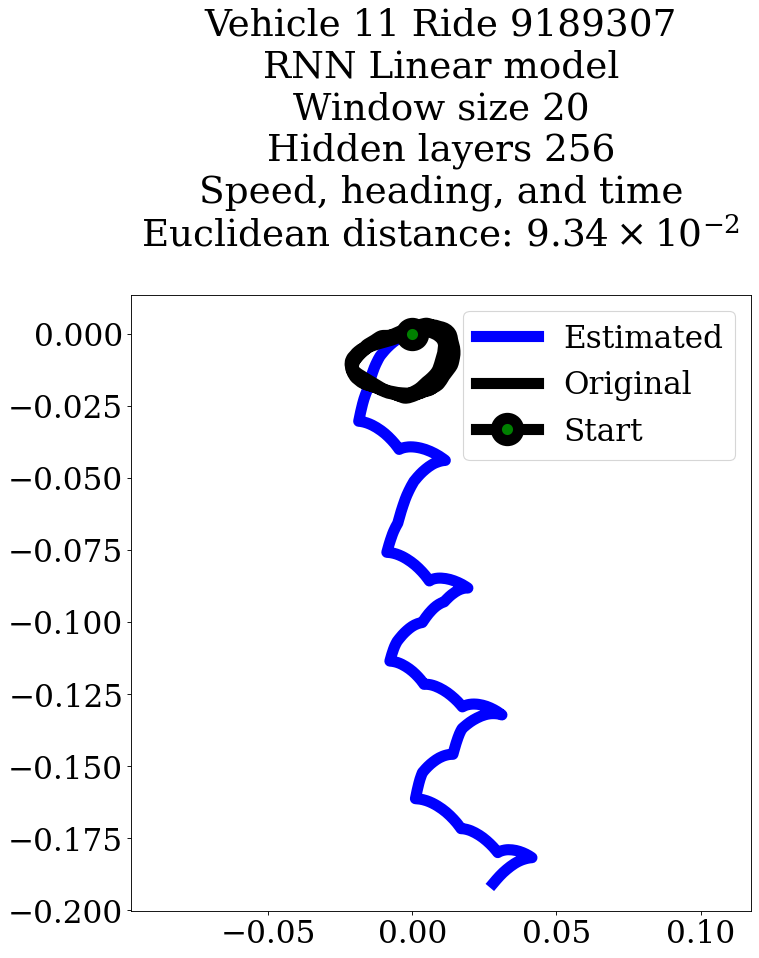 Vehicle 11 Ride 9189307
RNN Linear model
Window size 20
Hidden layers 256
Speed, heading, and time
Euclidean distance: 9.34 × 10⁻²
Estimated
Original
Start
0.000
−0.025
−0.050
−0.075
−0.100
−0.125
−0.150
−0.175
−0.200
−0.05
0.00
0.05
0.10